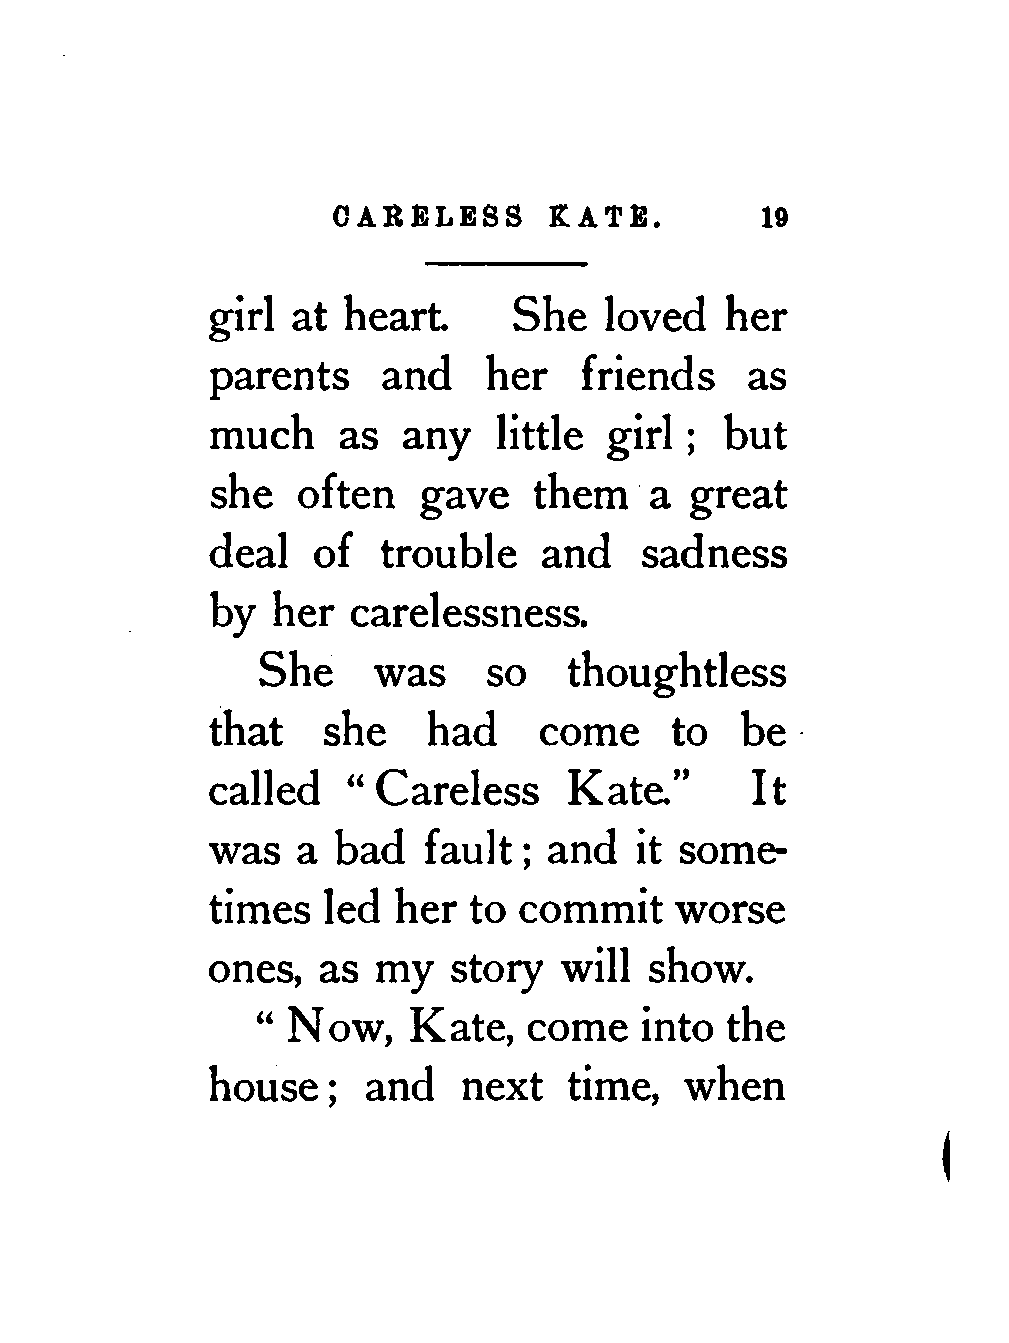 CARELESS KATE. 19
girl at heart. She loved her
parents and her friends as
much as any little girl; but
she often gave them a great
deal of trouble and sadness
by her carelessness.
She was so thoughtless
that she had come to be
called "Careless Kate." It
was a bad fault; and it some-
times led her to commit worse
ones, as my story will show.
"Now, Kate, come into the
house; and next time, when